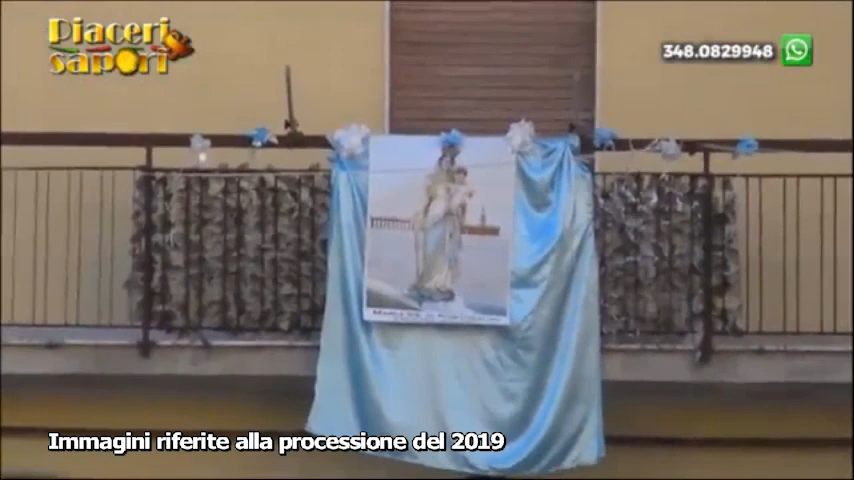 Piaceri
&
sapori
348.0829948
Immagini riferite alla processione del 2019